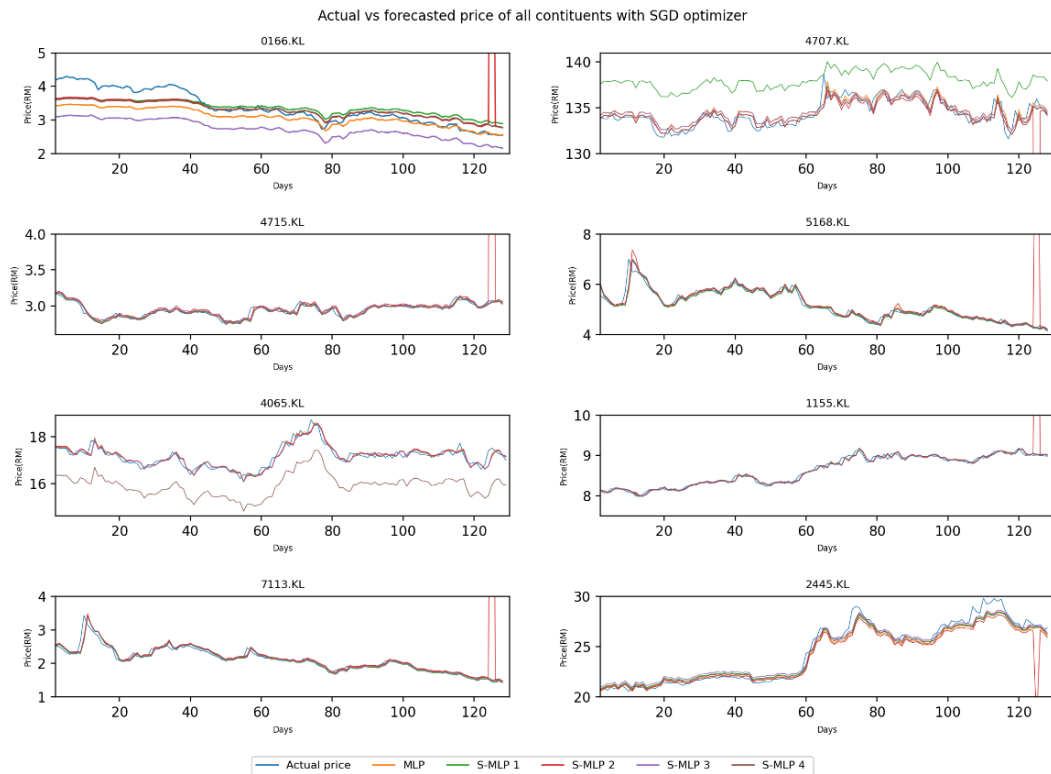 Actual vs forecasted price of all contituents with SGD optimizer
0166.KL
5
4
3
2
Price(RM)
20 40 60 80 100 120
Days
4707.KL
140
135
130
Price(RM)
20 40 60 80 100 120
Days
4715.KL
4.0
3.5
3.0
Price(RM)
20 40 60 80 100 120
Days
5168.KL
8
6
4
Price(RM)
20 40 60 80 100 120
Days
4065.KL
18
16
Price(RM)
20 40 60 80 100 120
Days
1155.KL
10
9
8
Price(RM)
20 40 60 80 100 120
Days
7113.KL
4
3
2
1
Price(RM)
20 40 60 80 100 120
Days
2445.KL
30
25
20
Price(RM)
20 40 60 80 100 120
Days
Actual price MLP S-MLP 1 S-MLP 2 S-MLP 3 S-MLP 4